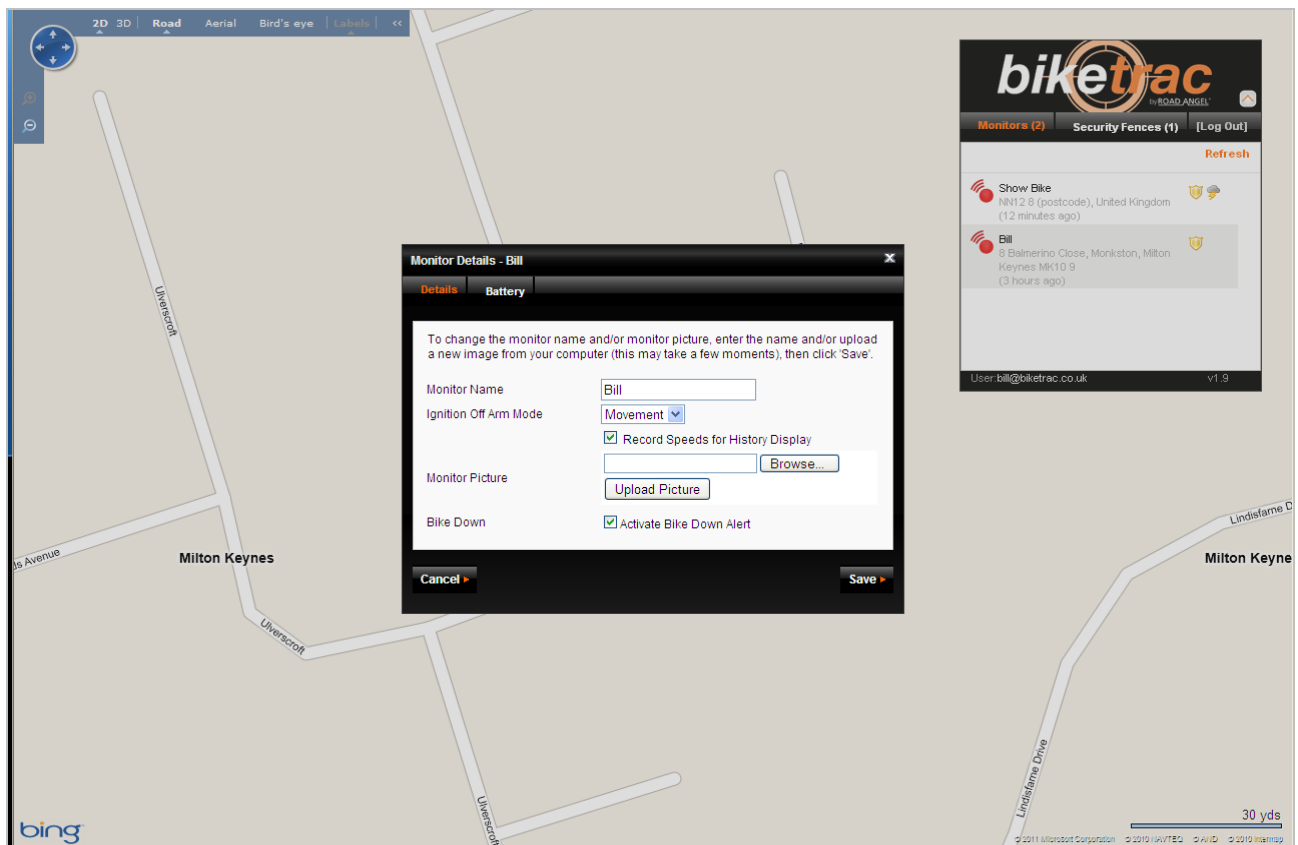 2D 3D Road Aerial Bird's eye Labels <<
biketrac
by ROAD ANGEL
Monitors (2) Security Fences (1) [Log Out]
Refresh
Show Bike
NN12 8 (postcode), United Kingdom
(12 minutes ago)
Bill
8 Balmerino Close, Monkston, Milton
Keynes MK10 9
(3 hours ago)
User:bill@biketrac.co.uk v1.9
Monitor Details - Bill x
Details Battery
To change the monitor name and/or monitor picture, enter the name and/or upload
a new image from your computer (this may take a few moments), then click 'Save'.
Monitor Name Bill
Ignition Off Arm Mode Movement
Record Speeds for History Display
Browse...
Monitor Picture
Upload Picture
Bike Down Activate Bike Down Alert
Cancel Save
Ulverscroft
ds Avenue
Milton Keynes
Ulverscroft
Ulverscroft
Lindisfarne D
Milton Keyne
Lindisfarne Drive
bing
30 yds
© 2011 Microsoft Corporation © 2010 NAVTEQ © AND © 2010 Intermap